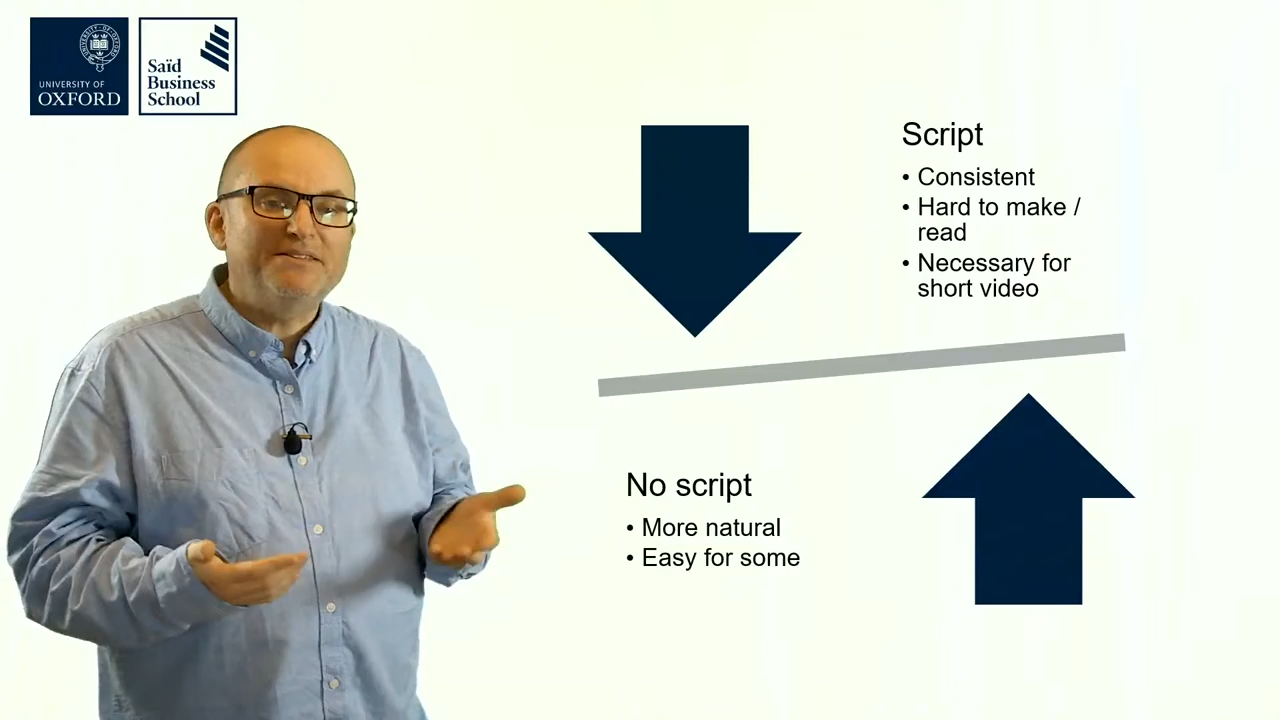 UNIVERSITY OF
OXFORD
Saïd
Business
School
Script
• Consistent
• Hard to make /
read
• Necessary for
short video
No script
• More natural
• Easy for some